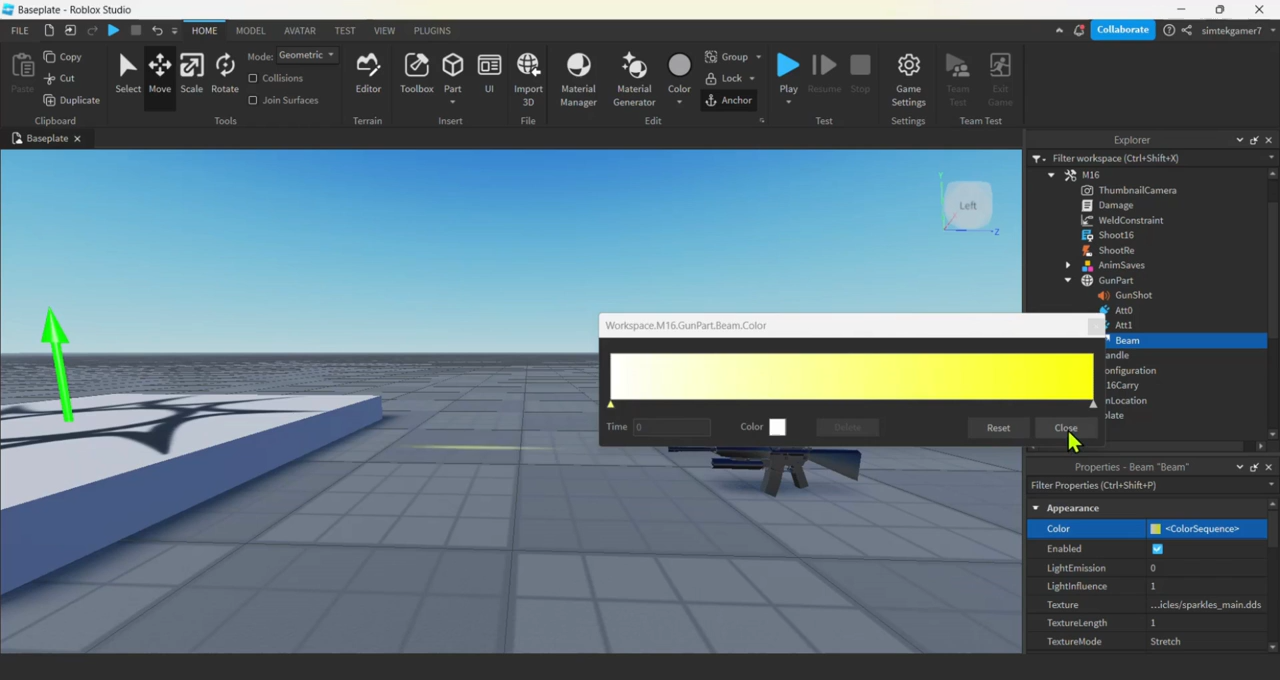 Baseplate - Roblox Studio
FILE HOME MODEL AVATAR TEST VIEW PLUGINS Collaborate simtekgamer7
Paste Copy Cut Duplicate Clipboard
Select Move Scale Rotate Mode: Geometric Collisions Join Surfaces Tools
Editor Terrain
Toolbox Part UI Insert
Import 3D File
Material Manager Material Generator Color Group Lock Anchor Edit
Play Resume Stop Test
Game Settings Settings
Team Test Exit Game Team Test
Baseplate
Left
Y
Z
Explorer
Filter workspace (Ctrl+Shift+X)
M16
ThumbnailCamera
Damage
WeldConstraint
Shoot16
ShootRe
AnimSaves
GunPart
GunShot
Att0
Att1
Beam
andle
onfiguration
16Carry
nLocation
plate
Workspace.M16.GunPart.Beam.Color
Time 0 Color Delete Reset Close
Properties - Beam "Beam"
Filter Properties (Ctrl+Shift+P)
Appearance
Color <ColorSequence>
Enabled
LightEmission 0
LightInfluence 1
Texture ...icles/sparkles_main.dds
TextureLength 1
TextureMode Stretch